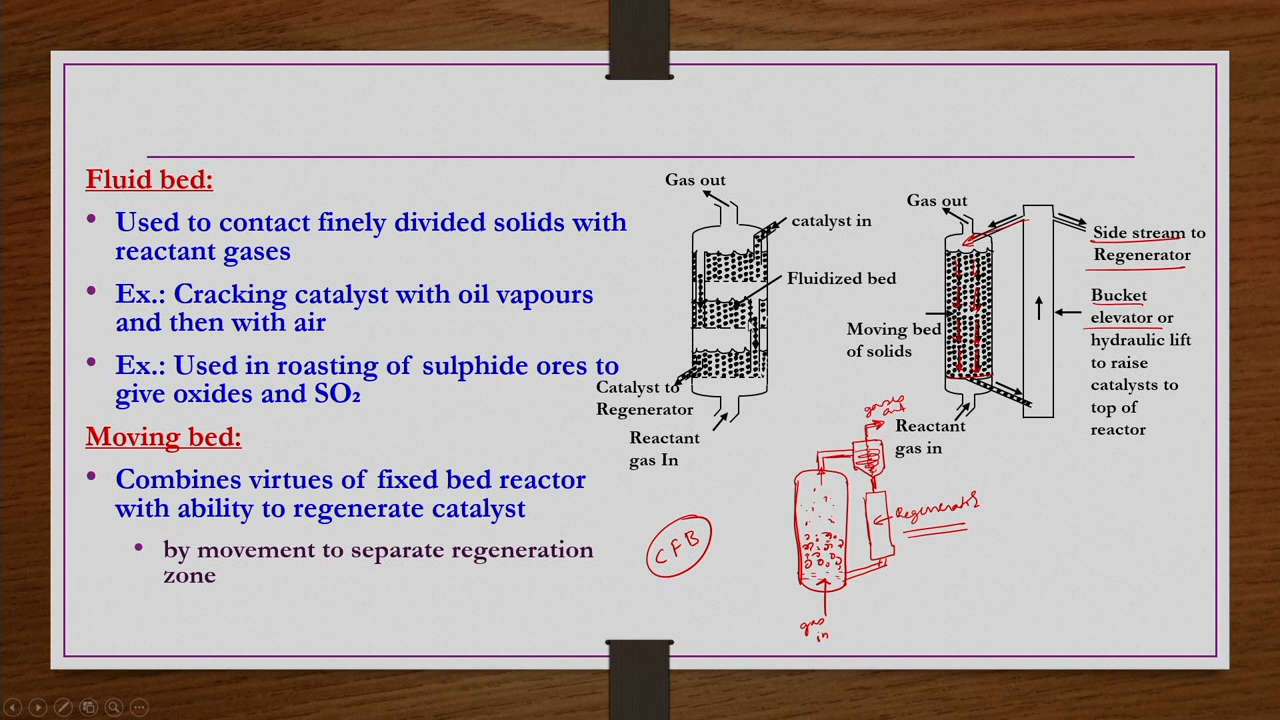 Fluid bed:
• Used to contact finely divided solids with
reactant gases
• Ex.: Cracking catalyst with oil vapours
and then with air
• Ex.: Used in roasting of sulphide ores to
give oxides and SO₂
Moving bed:
• Combines virtues of fixed bed reactor
with ability to regenerate catalyst
• by movement to separate regeneration
zone
Gas out
catalyst in
Fluidized bed
Catalyst to
Regenerator
Reactant
gas In
Gas out
Side stream to
Regenerator
Bucket
elevator or
hydraulic lift
to raise
catalysts to
top of
reactor
Moving bed
of solids
Reactant
gas in
gases
out
Regenerator
CFB
gas
in